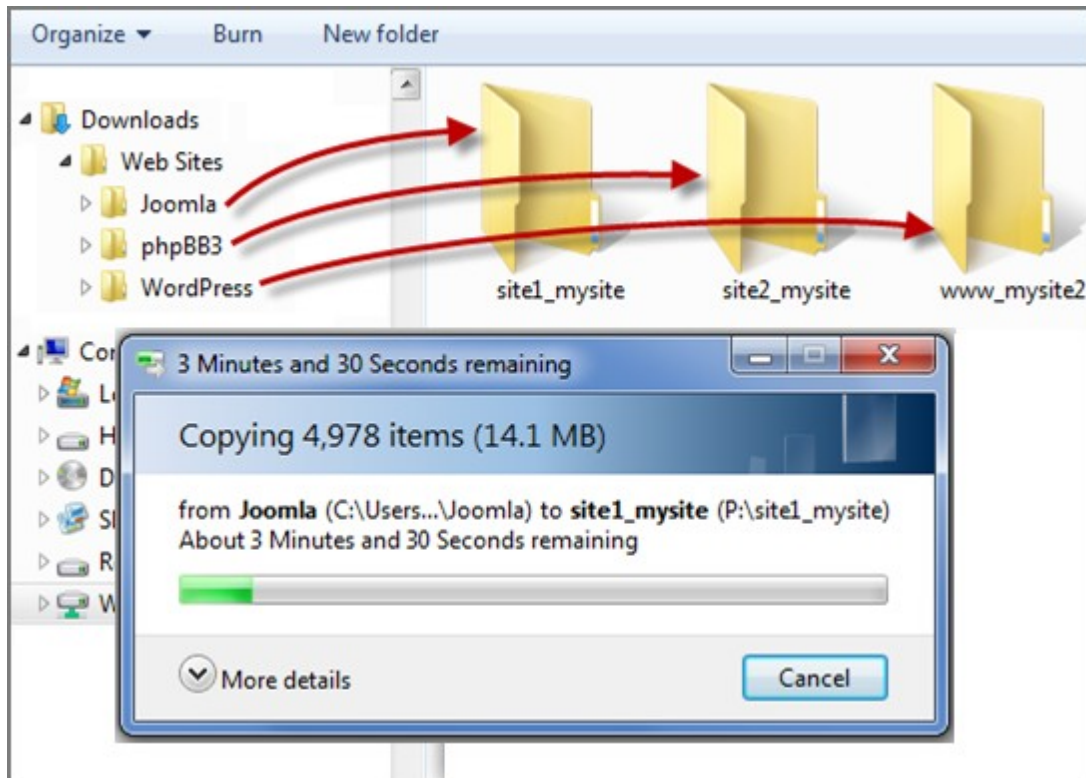 Organize Burn New folder
Downloads
Web Sites
Joomla
phpBB3
WordPress
site1_mysite site2_mysite www_mysite2
3 Minutes and 30 Seconds remaining
Copying 4,978 items (14.1 MB)
from Joomla (C:\Users...\Joomla) to site1_mysite (P:\site1_mysite)
About 3 Minutes and 30 Seconds remaining
More details Cancel